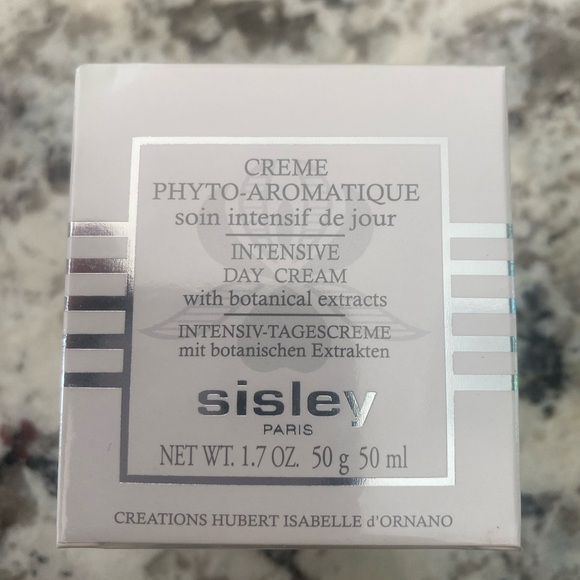 CREME
PHYTO-AROMATIQUE
soin intensif de jour
INTENSIVE
DAY CREAM
with botanical extracts
INTENSIV-TAGESCREME
mit botanischen Extrakten
sisley
PARIS
NET WT. 1.7 OZ. 50 g 50 ml
CREATIONS HUBERT ISABELLE d'ORNANO